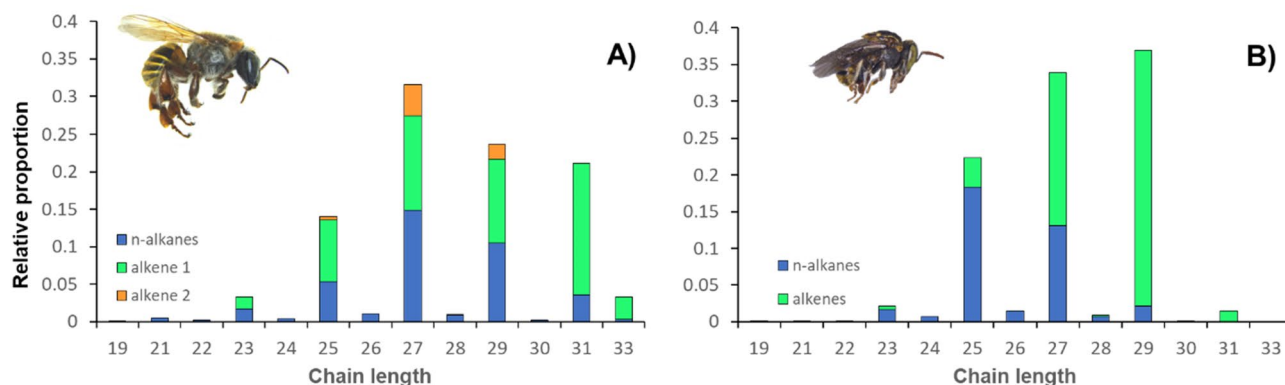 A)
0.4
0.35
0.3
0.25
0.2
0.15
0.1
0.05
0
Relative proportion
n-alkanes
alkene 1
alkene 2
19 21 22 23 24 25 26 27 28 29 30 31 33
Chain length
B)
0.4
0.35
0.3
0.25
0.2
0.15
0.1
0.05
0
n-alkanes
alkenes
19 21 22 23 24 25 26 27 28 29 30 31 33
Chain length